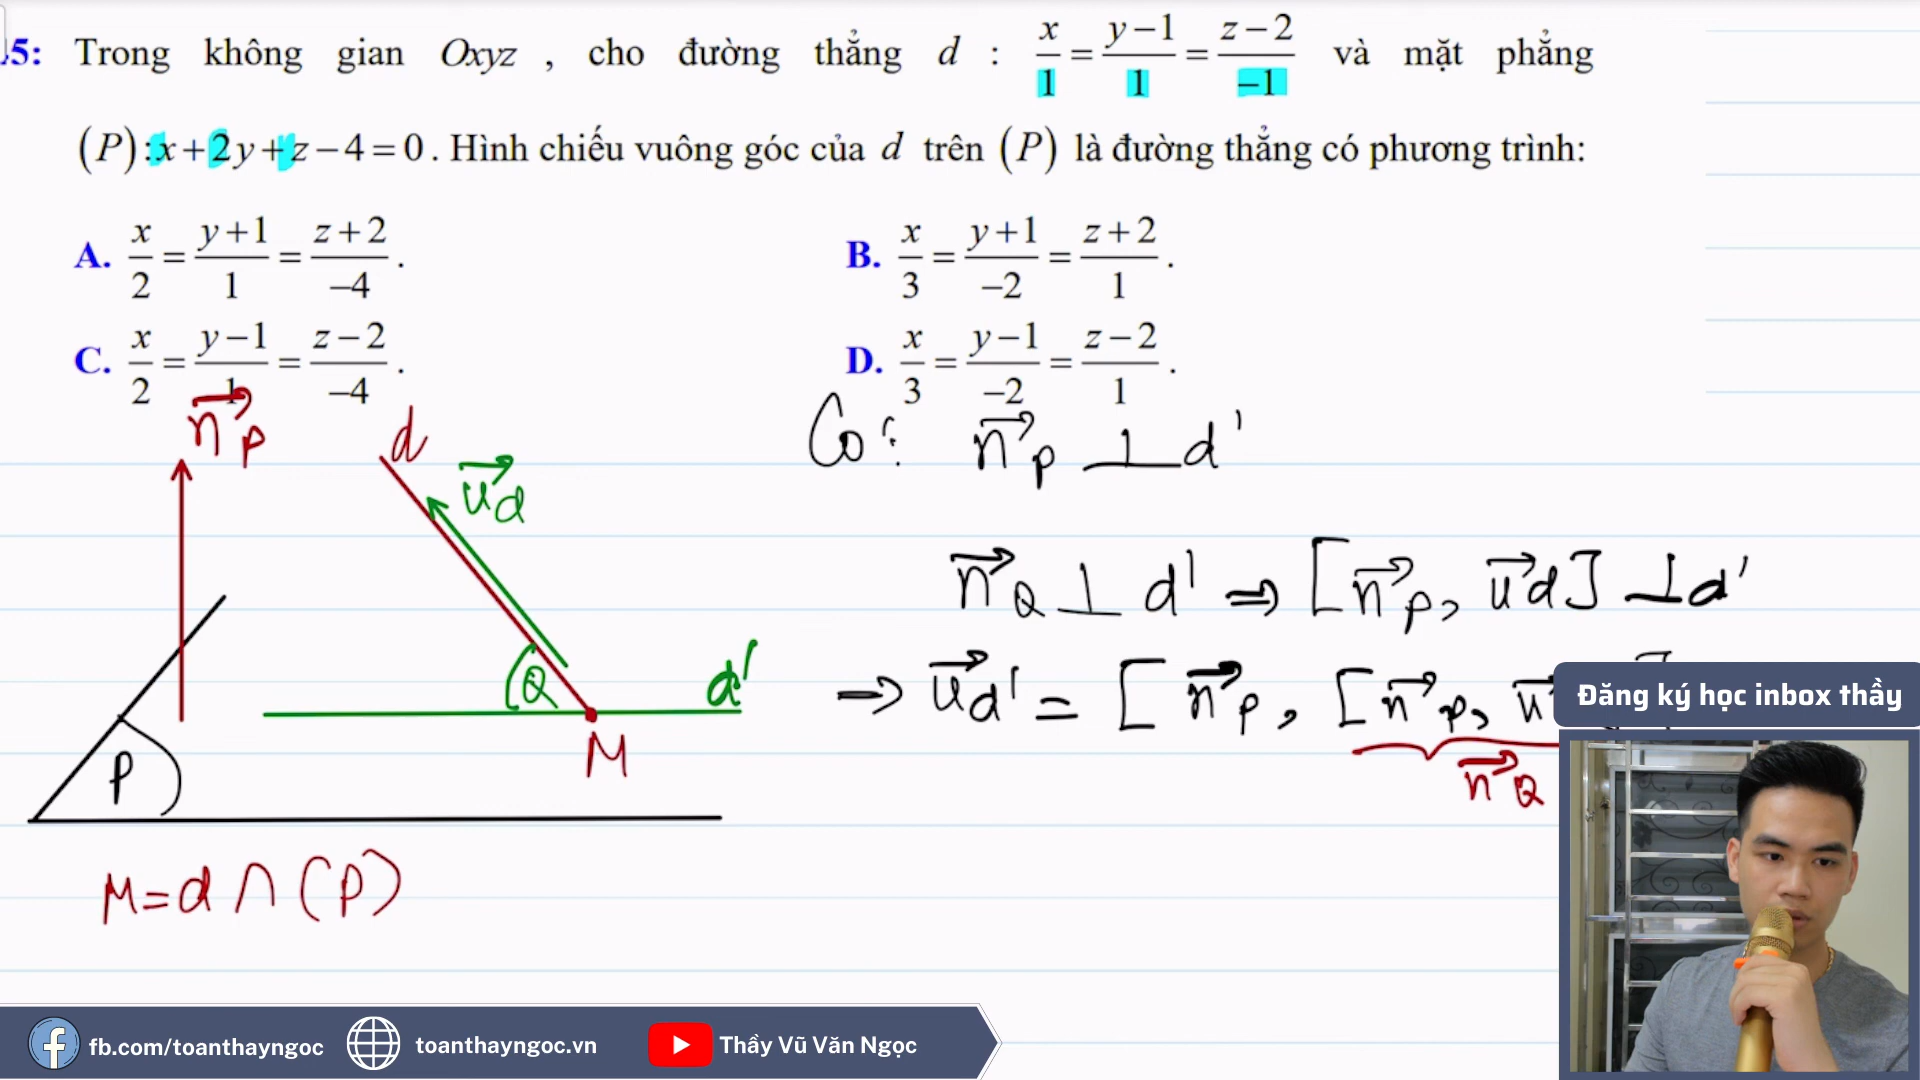 15: Trong không gian Oxyz , cho đường thẳng d : x/1 = y−1/1 = z−2/−1 và mặt phẳng
(P): x+2y+z−4=0. Hình chiếu vuông góc của d trên (P) là đường thẳng có phương trình:
A. x/2 = y+1/1 = z+2/−4 . B. x/3 = y+1/−2 = z+2/1 .
C. x/2 = y−1/1 = z−2/−4 . D. x/3 = y−1/−2 = z−2/1 .
n⃗P d u⃗d Có: n⃗P ⊥ d'
n⃗Q ⊥ d' ⇒ [n⃗P, u⃗d] ⊥ d'
Q d' ⇒ u⃗d' = [n⃗P, [n⃗P, u⃗
P M n⃗Q
M = d ∩ (P)
Đăng ký học inbox thầy
fb.com/toanthayngoc toanthayngoc.vn Thầy Vũ Văn Ngọc